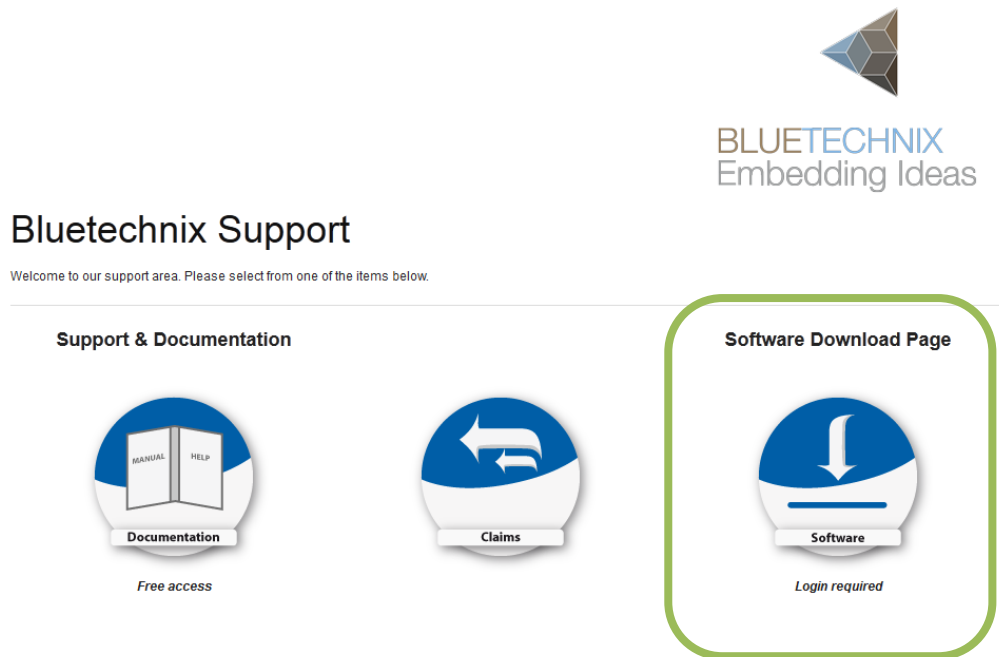 BLUETECHNIX
Embedding Ideas
Bluetechnix Support
Welcome to our support area. Please select from one of the items below.
Support & Documentation
Software Download Page
MANUAL
HELP
Documentation
Claims
Software
Free access
Login required